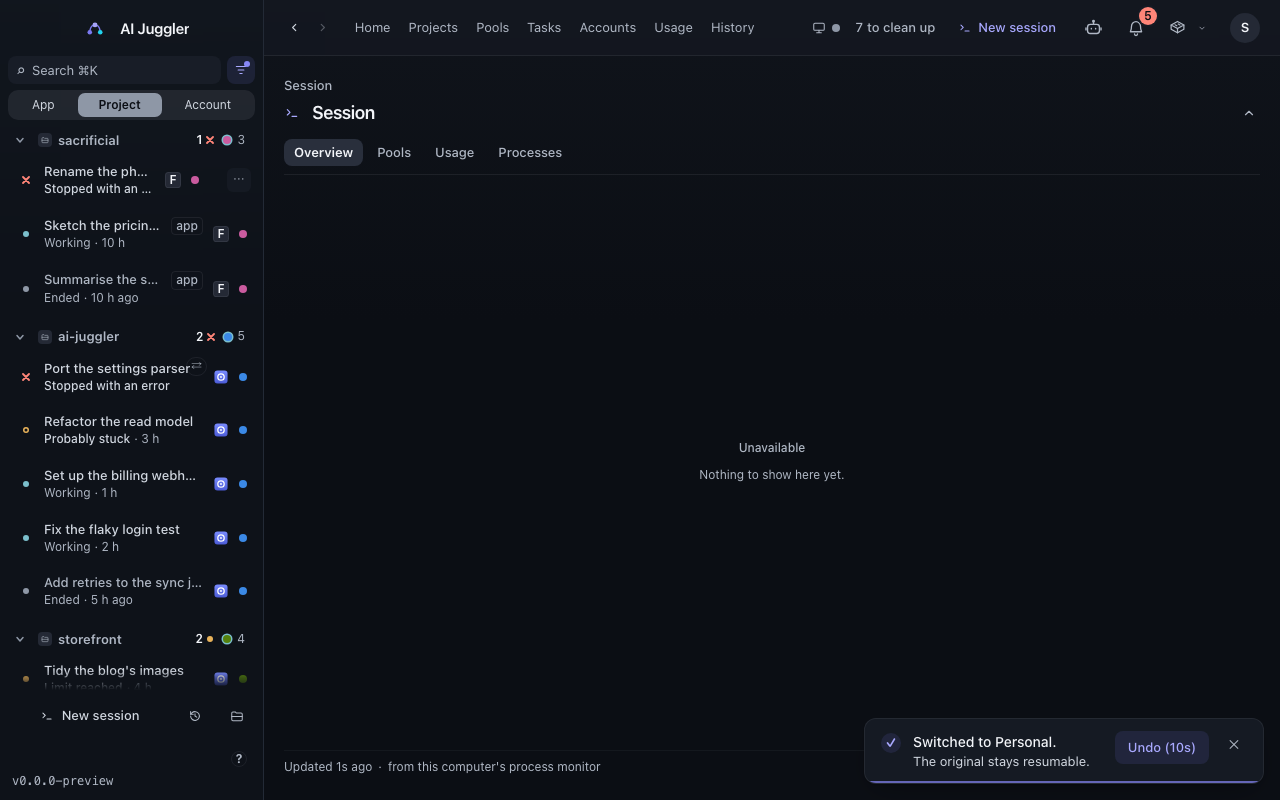 AI Juggler
Home Projects Pools Tasks Accounts Usage History
7 to clean up
New session
5
S
Search ⌘K
App Project Account
sacrificial 1 3
Rename the ph...
Stopped with an ...
F
Sketch the pricin... app
Working · 10 h
F
Summarise the s... app
Ended · 10 h ago
F
ai-juggler 2 5
Port the settings parser
Stopped with an error
Refactor the read model
Probably stuck · 3 h
Set up the billing webh...
Working · 1 h
Fix the flaky login test
Working · 2 h
Add retries to the sync j...
Ended · 5 h ago
storefront 2 4
Tidy the blog's images
Limit reached · 4 h
New session
?
v0.0.0-preview
Session
Session
Overview Pools Usage Processes
Unavailable
Nothing to show here yet.
Updated 1s ago · from this computer's process monitor
Switched to Personal.
The original stays resumable.
Undo (10s)